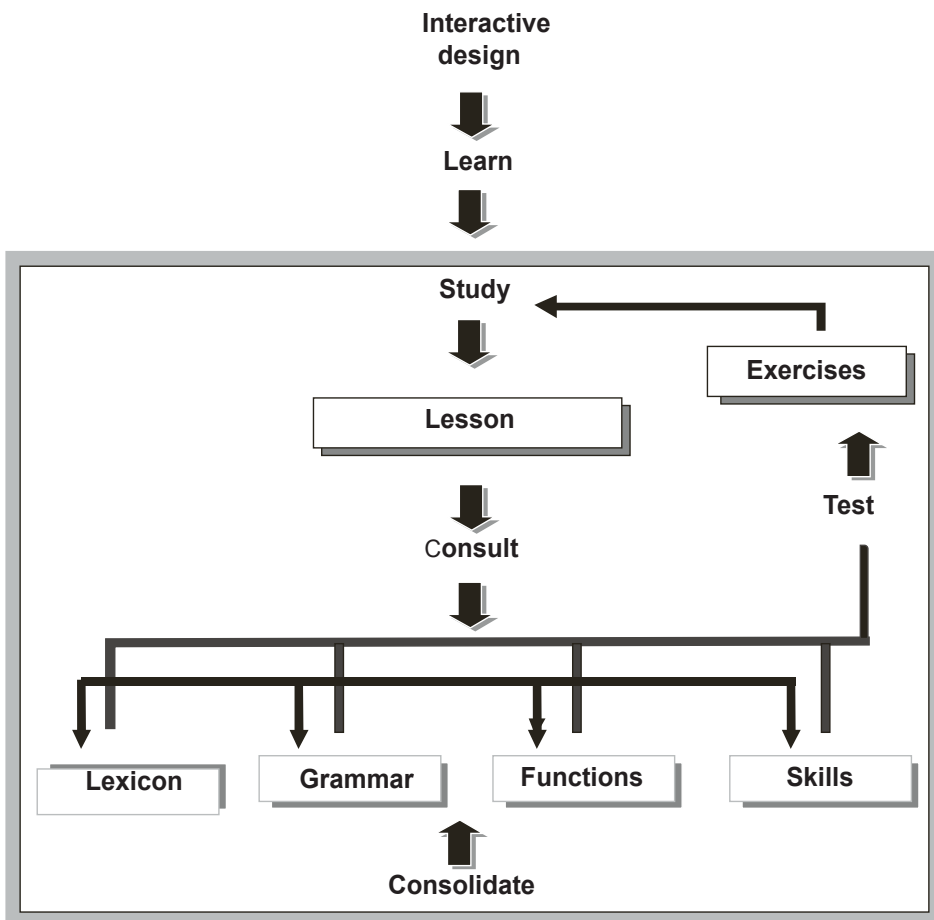 Interactive
design
Learn
Study
Exercises
Lesson
Test
Consult
Lexicon
Grammar
Functions
Skills
Consolidate